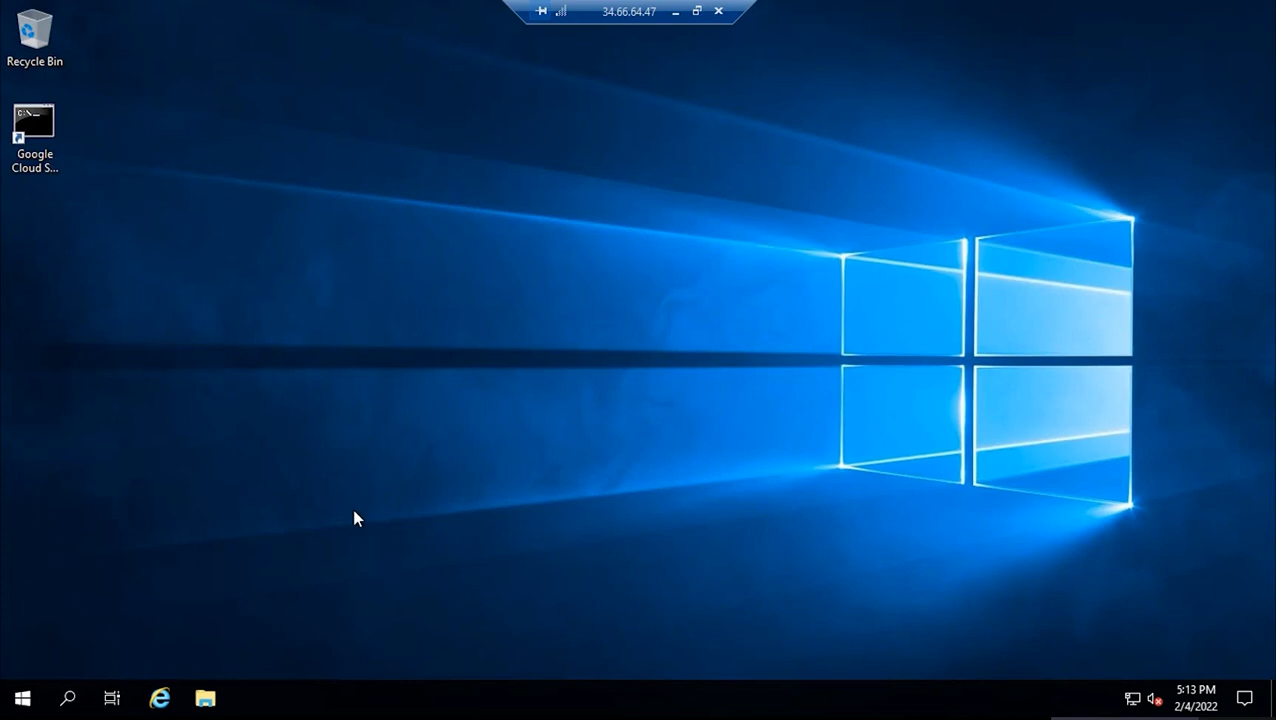 34.66.64.47
Recycle Bin
C:\_
Google
Cloud S...
5:13 PM
2/4/2022